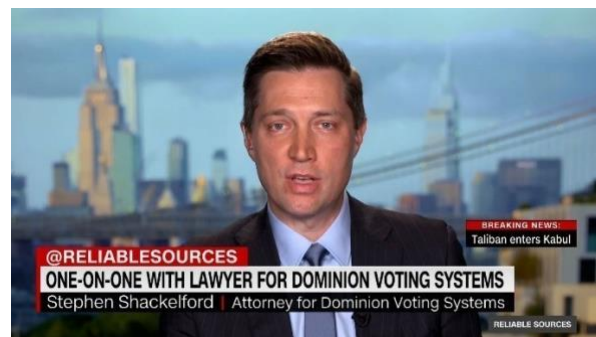 BREAKING NEWS:
Taliban enters Kabul
@RELIABLESOURCES
ONE-ON-ONE WITH LAWYER FOR DOMINION VOTING SYSTEMS
Stephen Shackelford | Attorney for Dominion Voting Systems
RELIABLE SOURCES